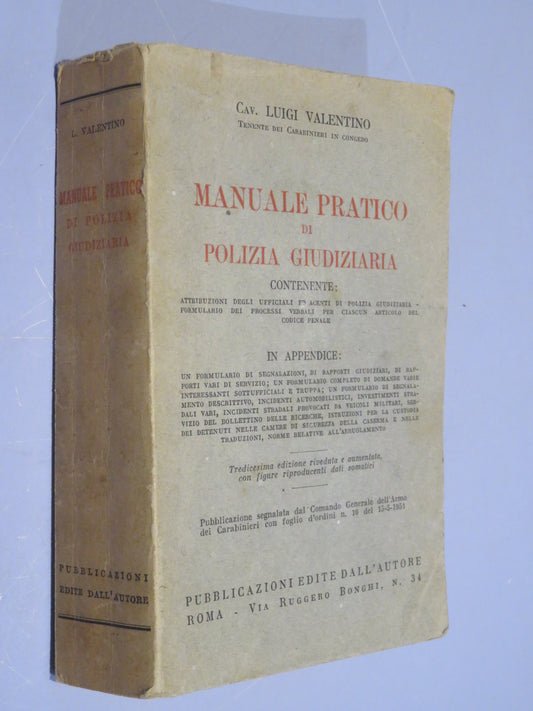 L. VALENTINO
MANUALE PRATICO
DI POLIZIA
GIUDIZIARIA
PUBBLICAZIONI
EDITE DALL'AUTORE
CAV. LUIGI VALENTINO
TENENTE DEI CARABINIERI IN CONGEDO
MANUALE PRATICO
DI
POLIZIA GIUDIZIARIA
CONTENENTE:
ATTRIBUZIONI DEGLI UFFICIALI ED AGENTI DI POLIZIA GIUDIZIARIA -
FORMULARIO DEI PROCESSI VERBALI PER CIASCUN ARTICOLO DEL
CODICE PENALE
IN APPENDICE:
UN FORMULARIO DI SEGNALAZIONI, DI RAPPORTI GIUDIZIARI, DI RAP-
PORTI VARI DI SERVIZIO; UN FORMULARIO COMPLETO DI DOMANDE VARIE
INTERESSANTI SOTTUFFICIALI E TRUPPA; UN FORMULARIO DI SEGNALA-
MENTO DESCRITTIVO, INCIDENTI AUTOMOBILISTICI, INVESTIMENTI STRA-
DALI VARI, INCIDENTI STRADALI PROVOCATI DA VEICOLI MILITARI, SER-
VIZIO DEL BOLLETTINO DELLE RICERCHE, ISTRUZIONI PER LA CUSTODIA
DEI DETENUTI NELLE CAMERE DI SICUREZZA DELLA CASERMA E NELLE
TRADUZIONI, NORME RELATIVE ALL'ARRUOLAMENTO
Tredicesima edizione riveduta e aumentata,
con figure riproducenti dati somatici
Pubblicazione segnalata dal Comando Generale dell'Arma
dei Carabinieri con foglio d'ordini n. 10 del 15-5-1951
PUBBLICAZIONI EDITE DALL'AUTORE
ROMA - VIA RUGGERO BONGHI, N. 34